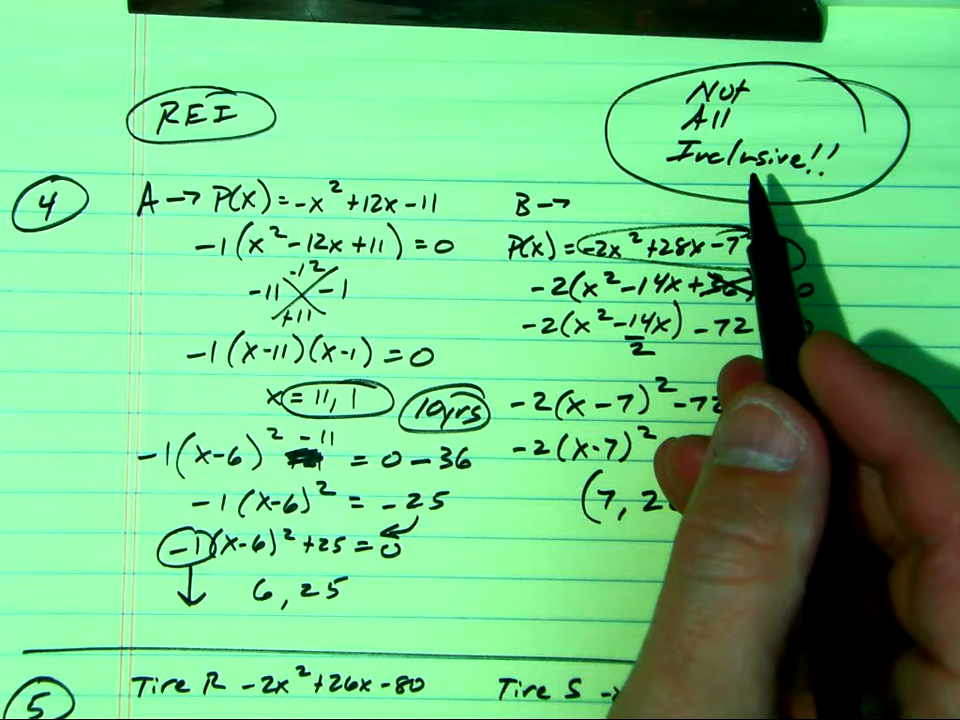 REI
Not
All
Inclusive!!
4
A → P(x) = -x² + 12x - 11
-1(x² - 12x + 11) = 0
-12
-11 -1
+11
-1(x - 11)(x - 1) = 0
x = 11, 1
10yrs
-1(x - 6)² - 11 = 0 - 36
-1(x - 6)² = -25
-1(x - 6)² + 25 = 0
6, 25
B →
P(x) = -2x² + 28x - 7
-2(x² - 14x + 0
-2(x² - 14x) - 72
2
-2(x - 7)² - 72
-2(x - 7)²
(7, 2
5
Tire R -2x² + 26x - 80
Tire S →